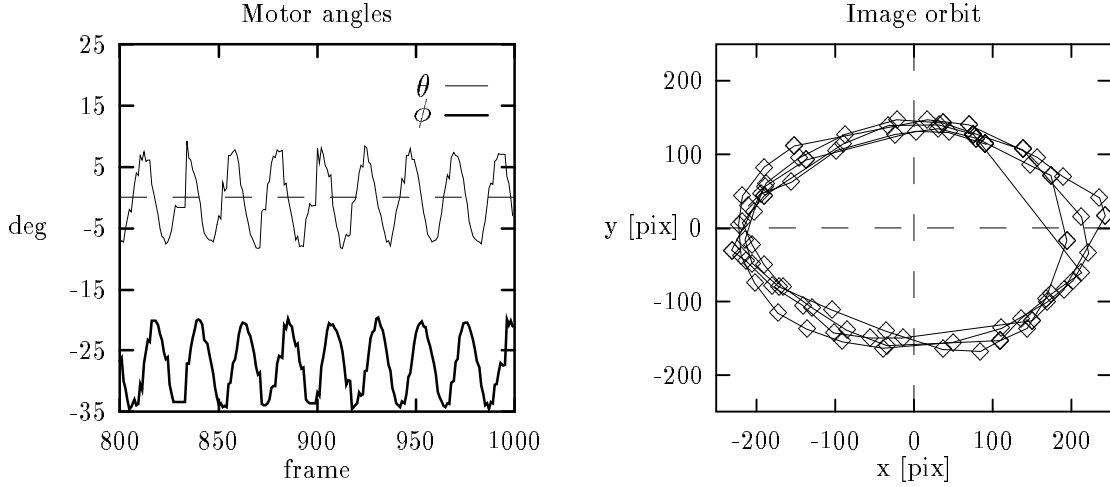 Motor angles
25
15
5
-5
-15
-25
-35
deg
θ
ϕ
800 850 900 950 1000
frame
Image orbit
200
100
y [pix] 0
-100
-200
-200 -100 0 100 200
x [pix]